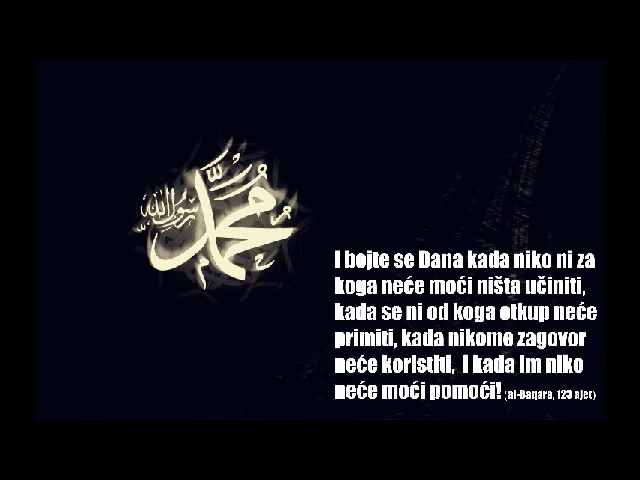 محمد رسول الله
I bojte se Dana kada niko ni za
koga neće moći ništa učiniti,
kada se ni od koga otkup neće
primiti, kada nikome zagovor
neće koristiti, i kada im niko
neće moći pomoći! (al-Baqara, 123 ajet)